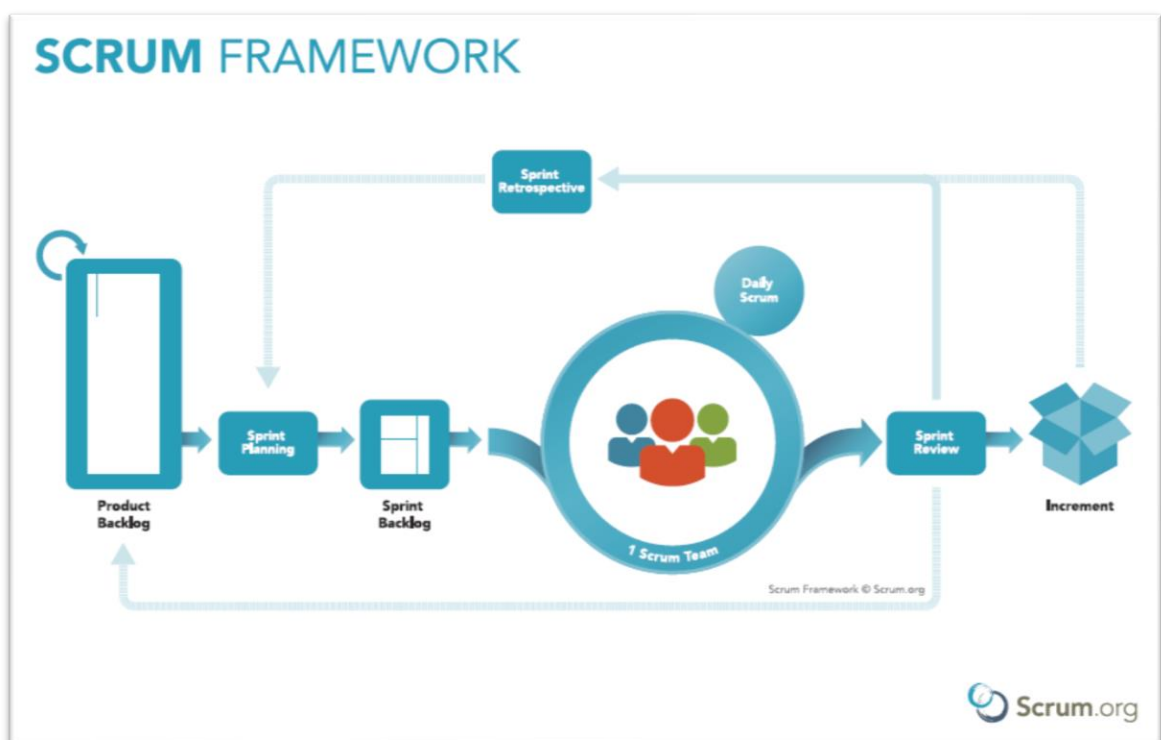 SCRUM FRAMEWORK
Sprint
Retrospective
Daily
Scrum
Sprint
Planning
Sprint
Review
Product
Backlog
Sprint
Backlog
Increment
1 Scrum Team
Scrum Framework © Scrum.org
Scrum.org